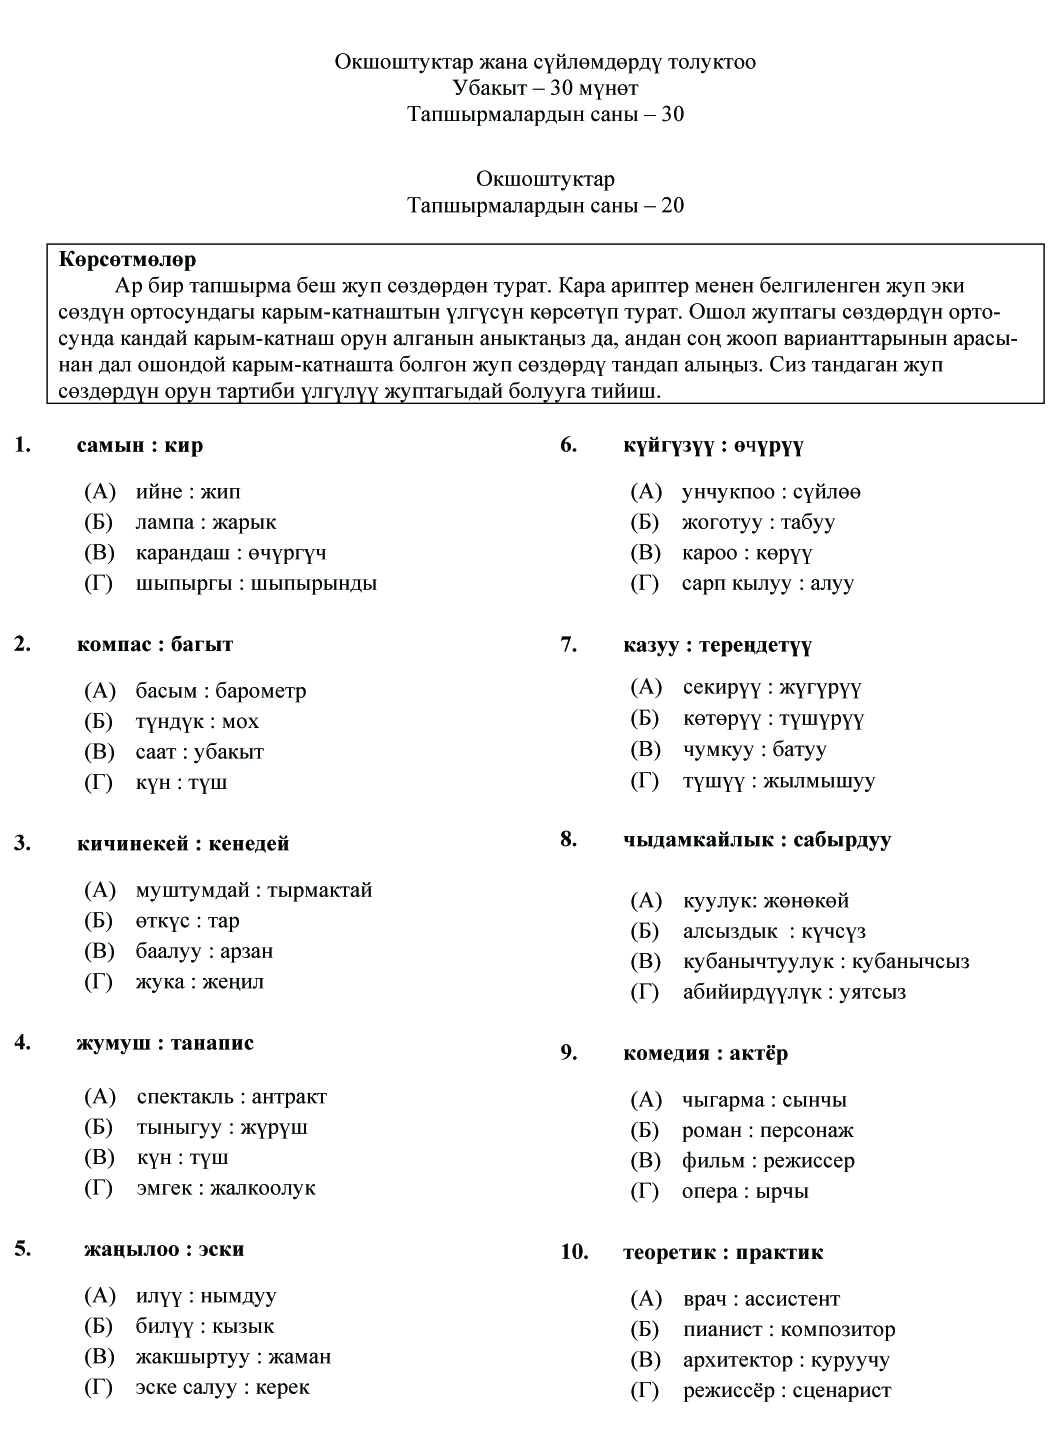 Окшоштуктар жана сүйлөмдөрдү толуктоо
Убакыт – 30 мүнөт
Тапшырмалардын саны – 30
Окшоштуктар
Тапшырмалардын саны – 20
Көрсөтмөлөр
Ар бир тапшырма беш жуп сөздөрдөн турат. Кара ариптер менен белгиленген жуп эки
сөздүн ортосундагы карым-катнаштын үлгүсүн көрсөтүп турат. Ошол жуптагы сөздөрдүн орто-
сунда кандай карым-катнаш орун алганын аныктаңыз да, андан соң жооп варианттарынын арасы-
нан дал ошондой карым-катнашта болгон жуп сөздөрдү тандап алыңыз. Сиз тандаган жуп
сөздөрдүн орун тартиби үлгүлүү жуптагыдай болууга тийиш.
1. самын : кир
(А) ийне : жип
(Б) лампа : жарык
(В) карандаш : өчүргүч
(Г) шыпыргы : шыпырынды
2. компас : багыт
(А) басым : барометр
(Б) түндүк : мох
(В) саат : убакыт
(Г) күн : түш
3. кичинекей : кенедей
(А) муштумдай : тырмактай
(Б) өткүс : тар
(В) баалуу : арзан
(Г) жука : жеңил
4. жумуш : танапис
(А) спектакль : антракт
(Б) тыныгуу : жүрүш
(В) күн : түш
(Г) эмгек : жалкоолук
5. жаңылоо : эски
(А) илүү : нымдуу
(Б) билүү : кызык
(В) жакшыртуу : жаман
(Г) эске салуу : керек
6. күйгүзүү : өчүрүү
(А) унчукпоо : сүйлөө
(Б) жоготуу : табуу
(В) кароо : көрүү
(Г) сарп кылуу : алуу
7. казуу : тереңдетүү
(А) секирүү : жүгүрүү
(Б) көтөрүү : түшүрүү
(В) чумкуу : батуу
(Г) түшүү : жылмышуу
8. чыдамкайлык : сабырдуу
(А) куулук: жөнөкөй
(Б) алсыздык : күчсүз
(В) кубанычтуулук : кубанычсыз
(Г) абийирдүүлүк : уятсыз
9. комедия : актёр
(А) чыгарма : сынчы
(Б) роман : персонаж
(В) фильм : режиссер
(Г) опера : ырчы
10. теоретик : практик
(А) врач : ассистент
(Б) пианист : композитор
(В) архитектор : куруучу
(Г) режиссёр : сценарист